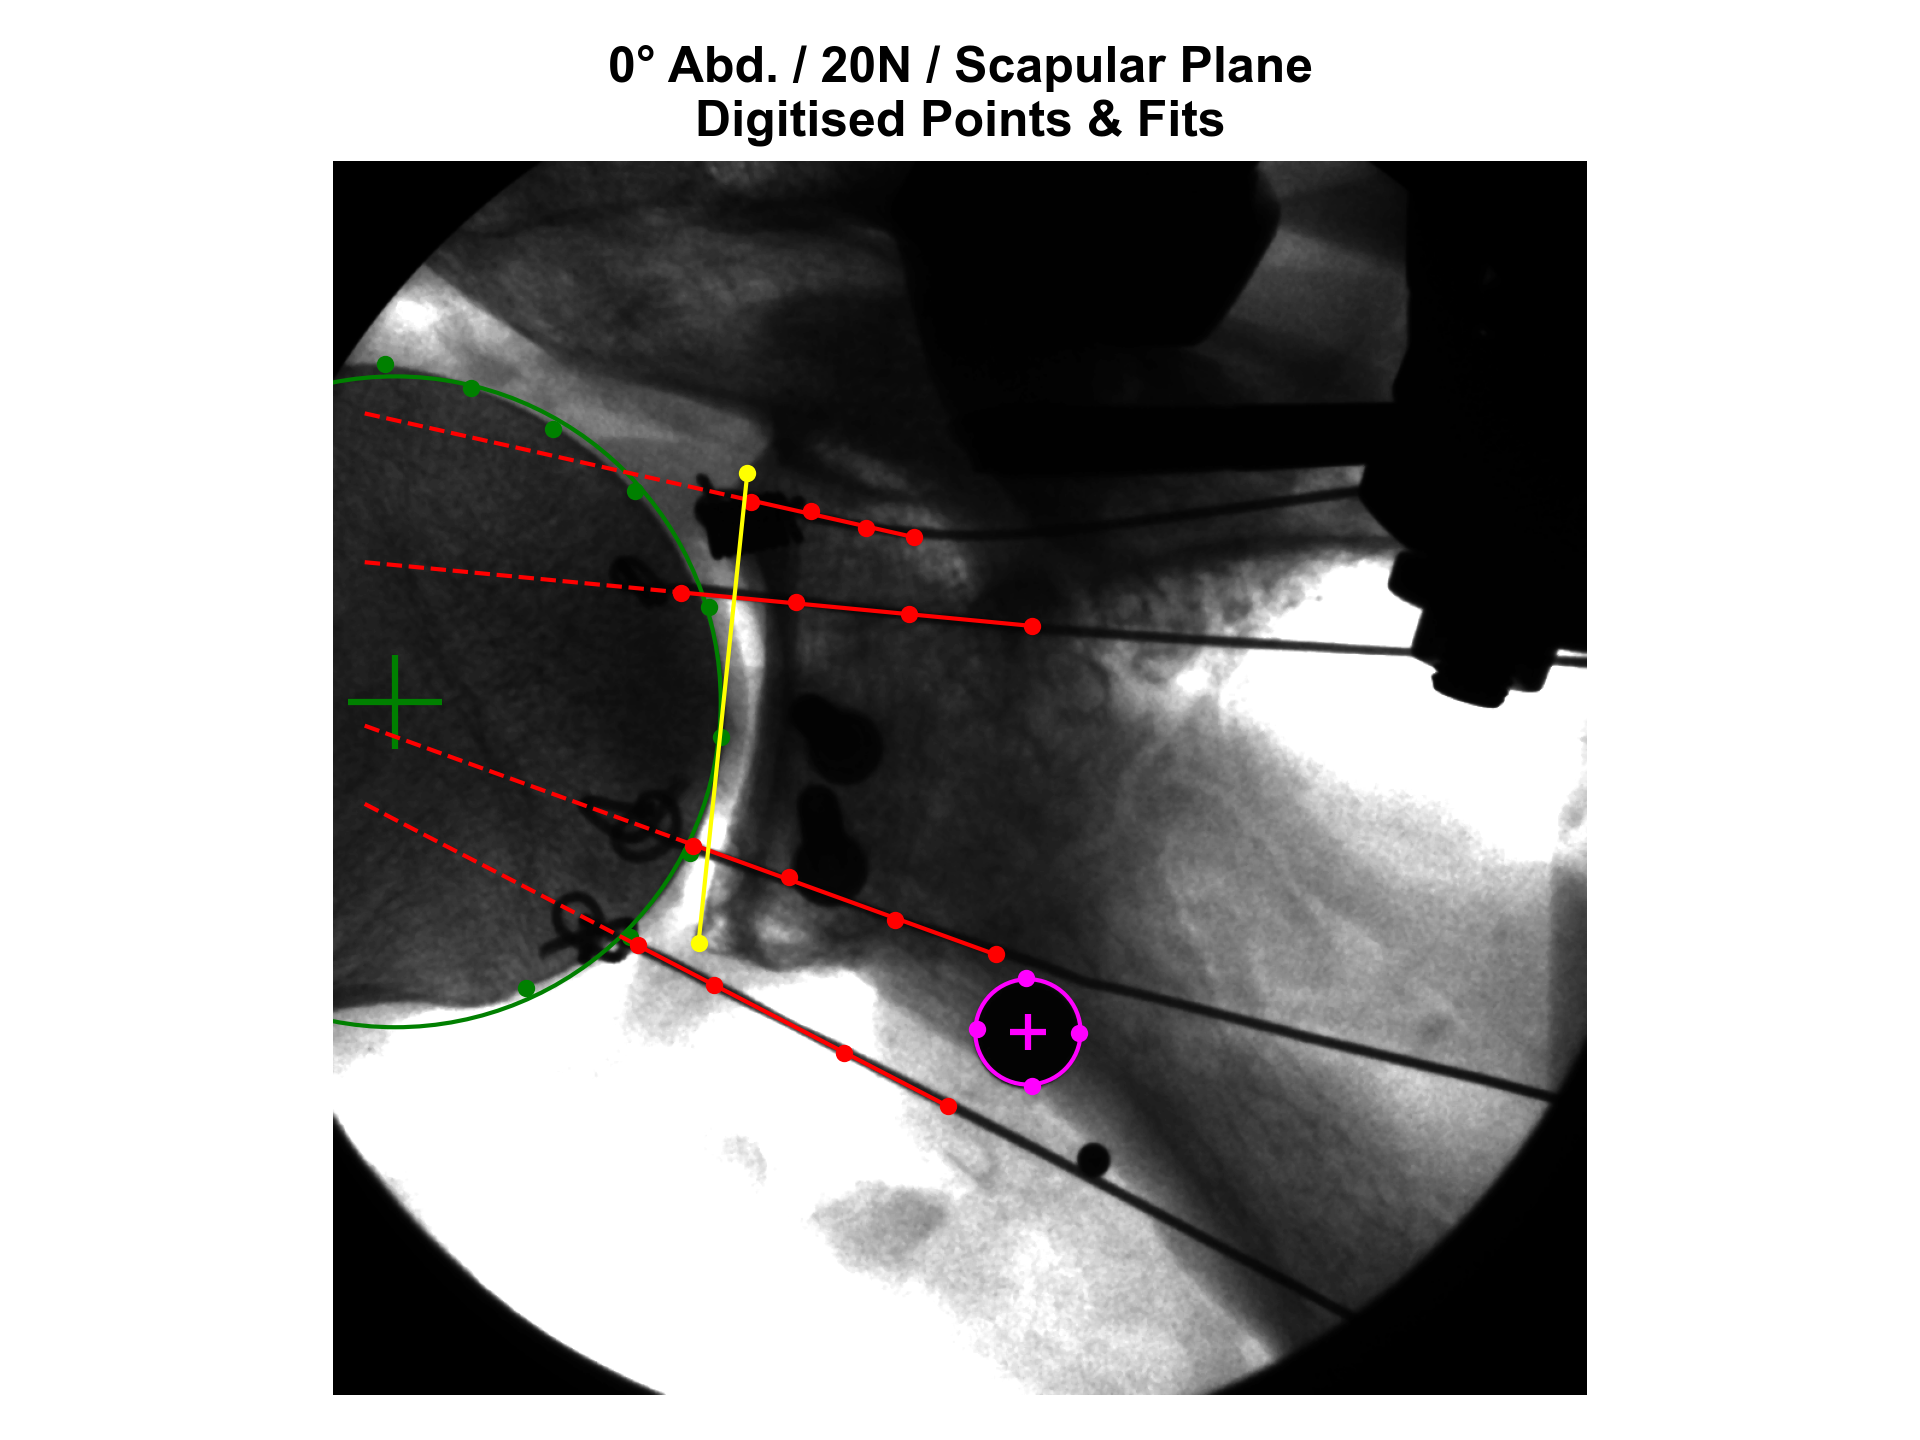 0° Abd. / 20N / Scapular Plane
Digitised Points & Fits